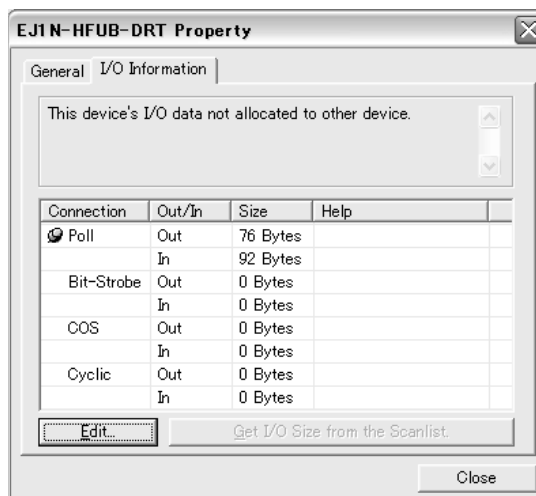 EJ1N-HFUB-DRT Property
General I/O Information
This device's I/O data not allocated to other device.
Connection Out/In Size Help
Poll Out 76 Bytes
In 92 Bytes
Bit-Strobe Out 0 Bytes
In 0 Bytes
COS Out 0 Bytes
In 0 Bytes
Cyclic Out 0 Bytes
In 0 Bytes
Edit... Get I/O Size from the Scanlist.
Close